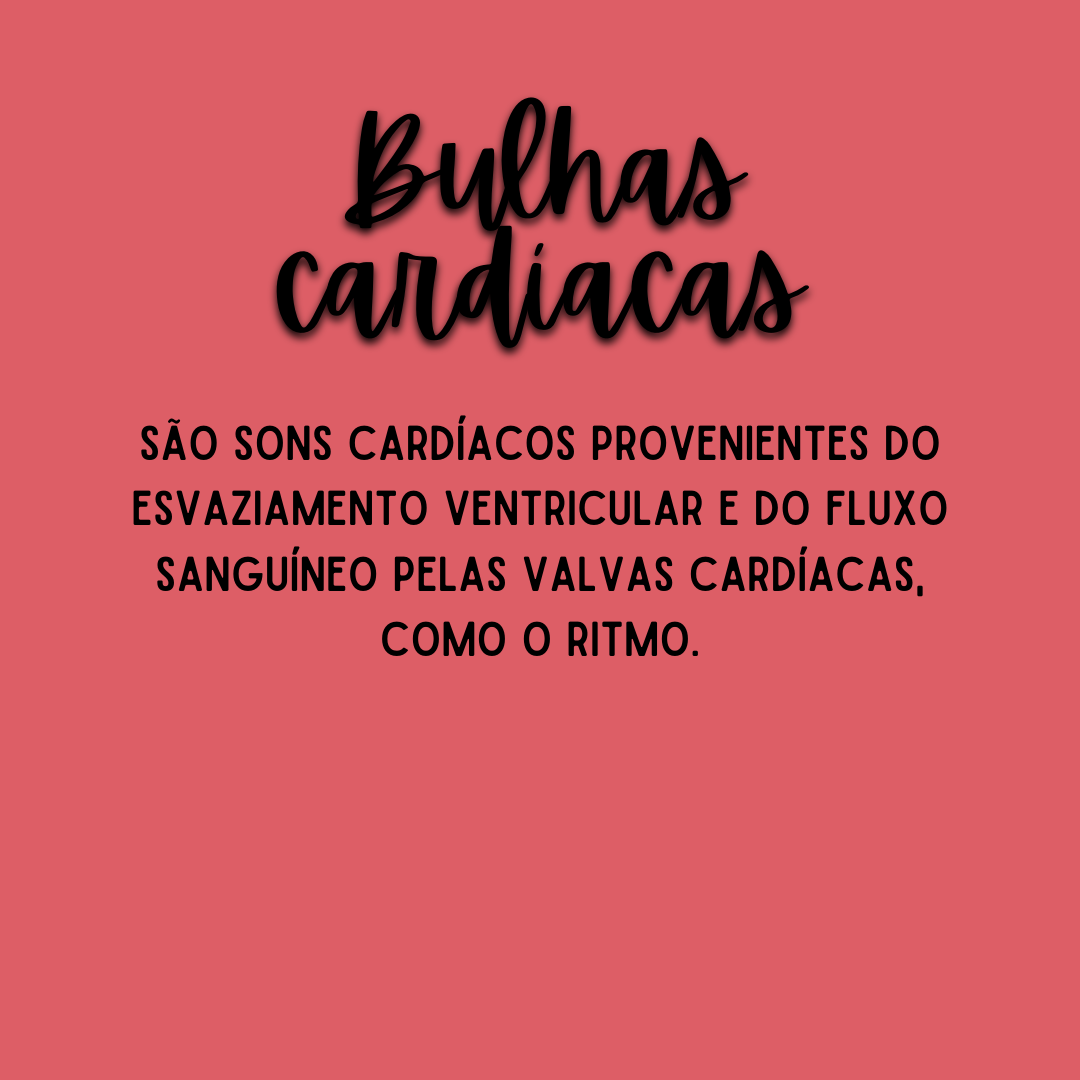 Bulhas
cardíacas
SÃO SONS CARDÍACOS PROVENIENTES DO
ESVAZIAMENTO VENTRICULAR E DO FLUXO
SANGUÍNEO PELAS VALVAS CARDÍACAS,
COMO O RITMO.